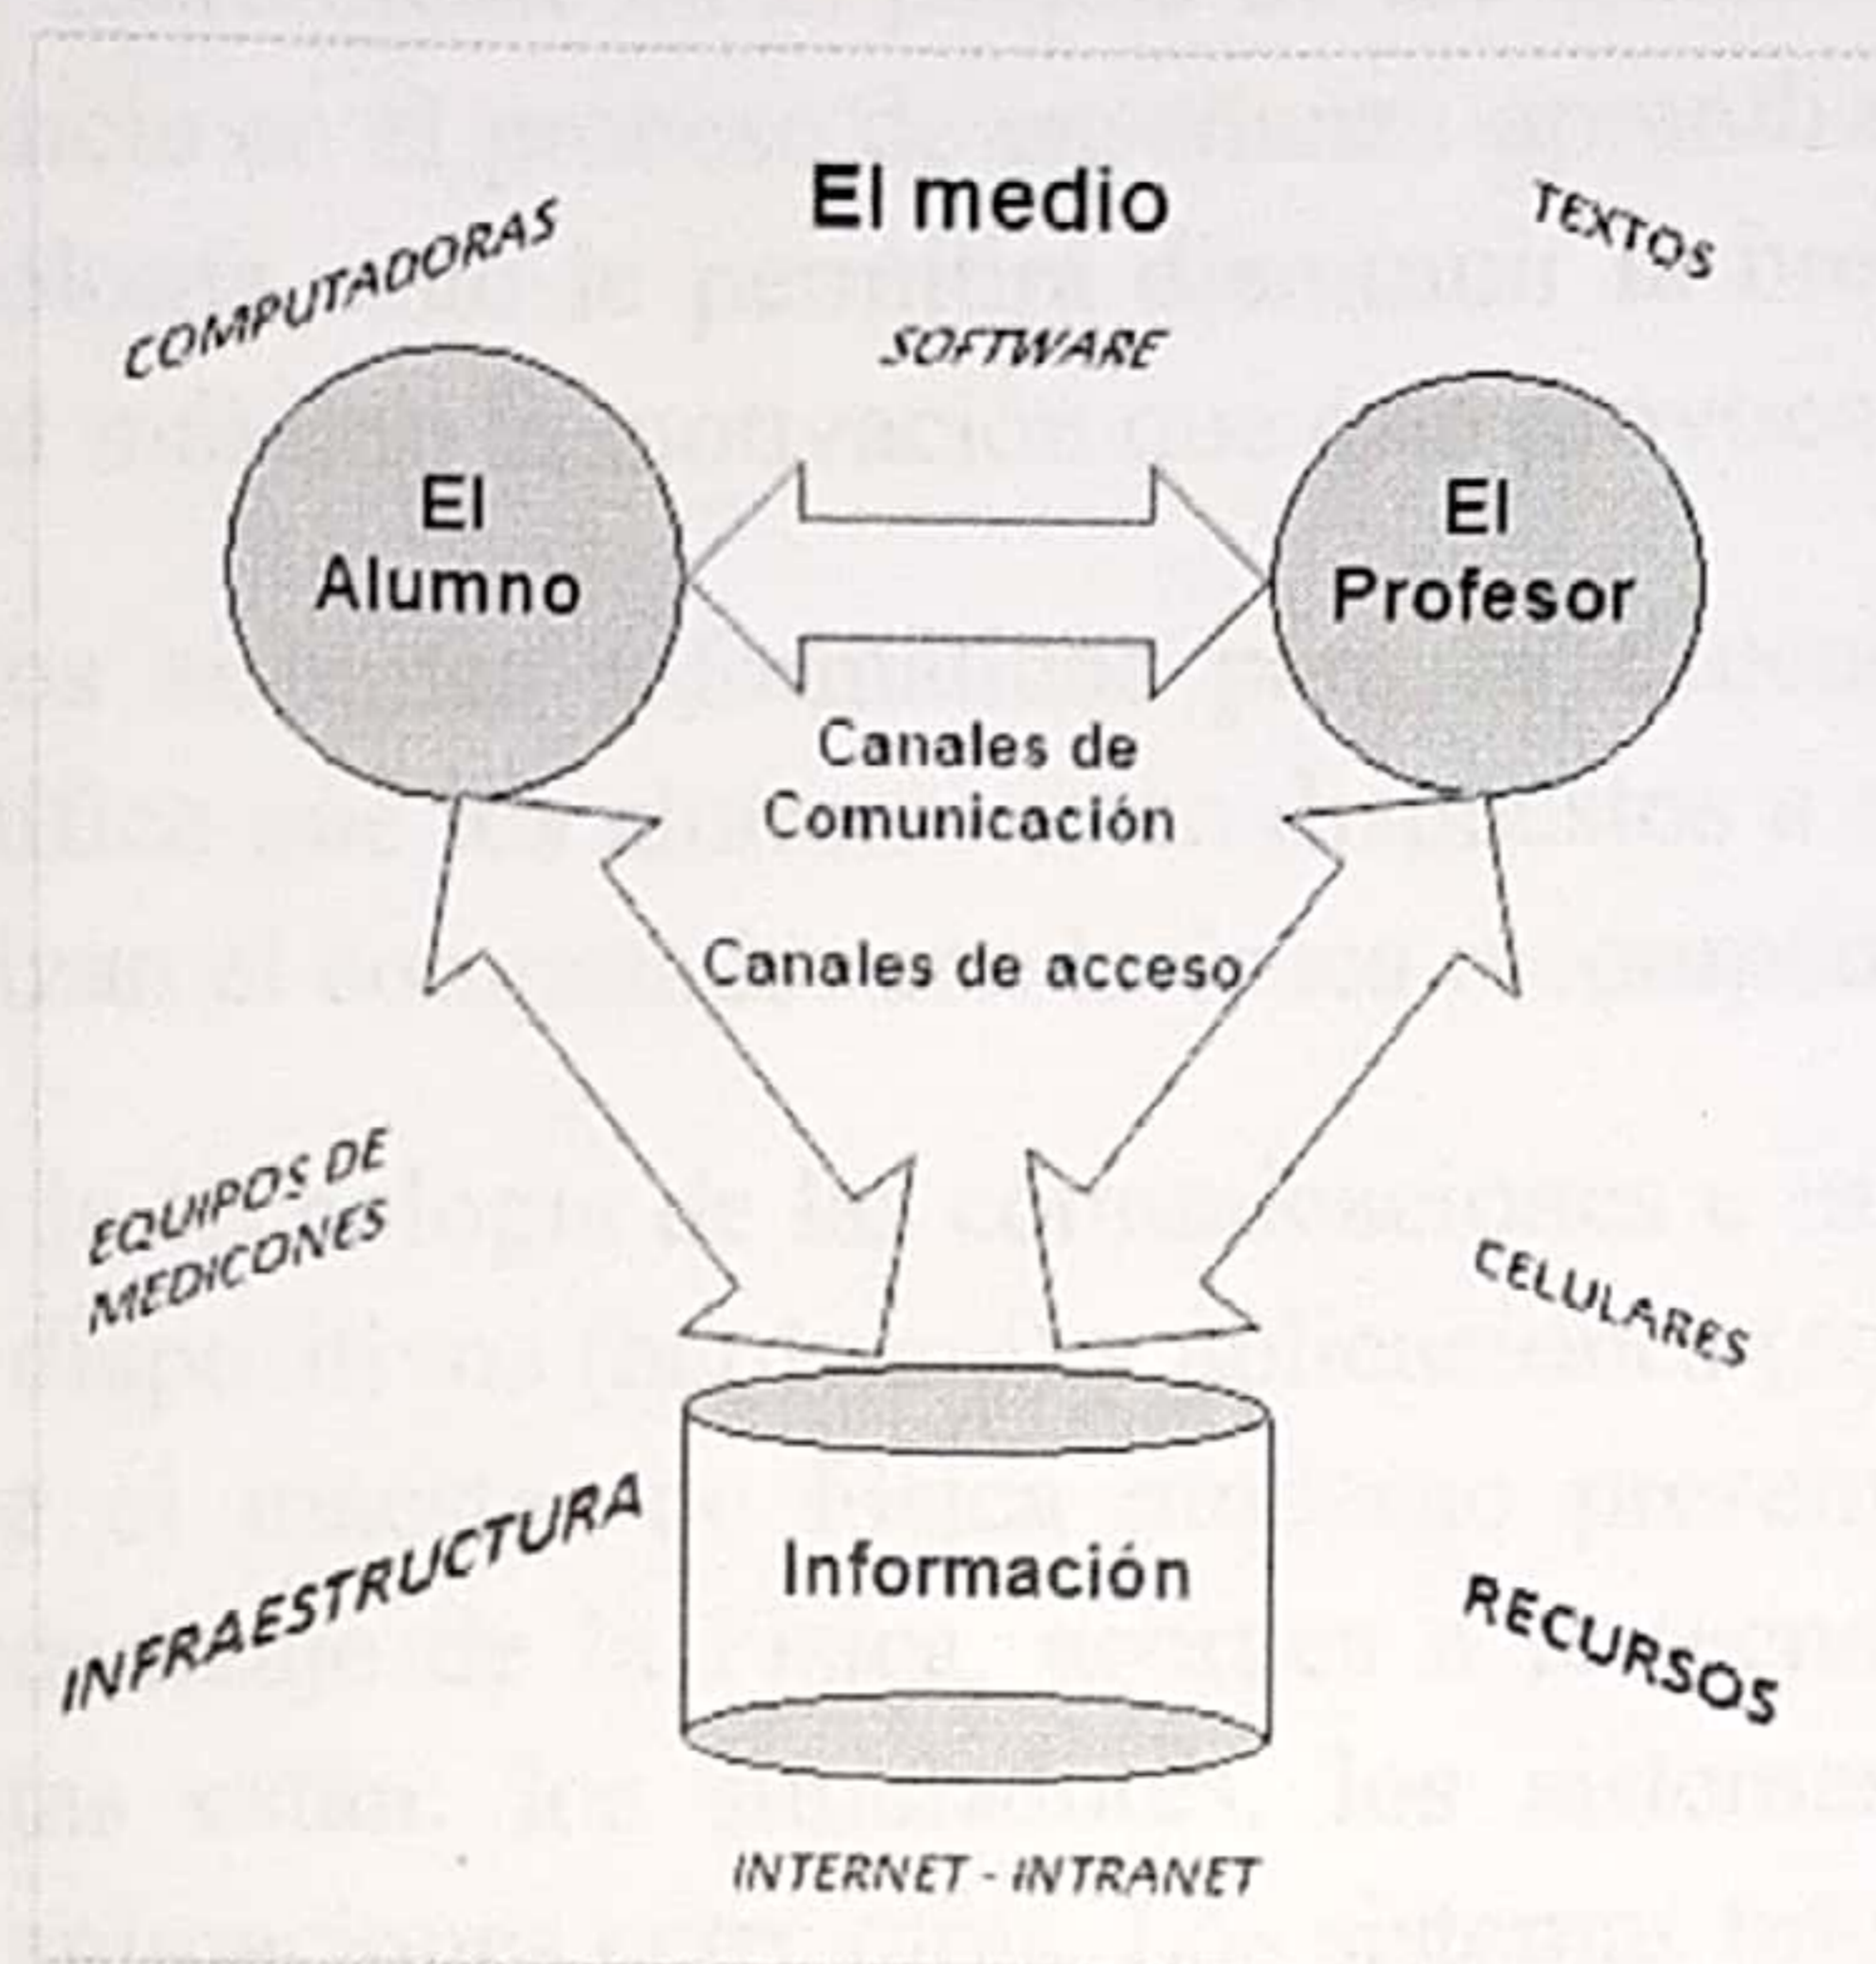 El medio
COMPUTADORAS
TEXTOS
SOFTWARE
El
Alumno
El
Profesor
Canales de
Comunicación
Canales de acceso
EQUIPOS DE
MEDICONES
CELULARES
INFRAESTRUCTURA
Información
RECURSOS
INTERNET - INTRANET